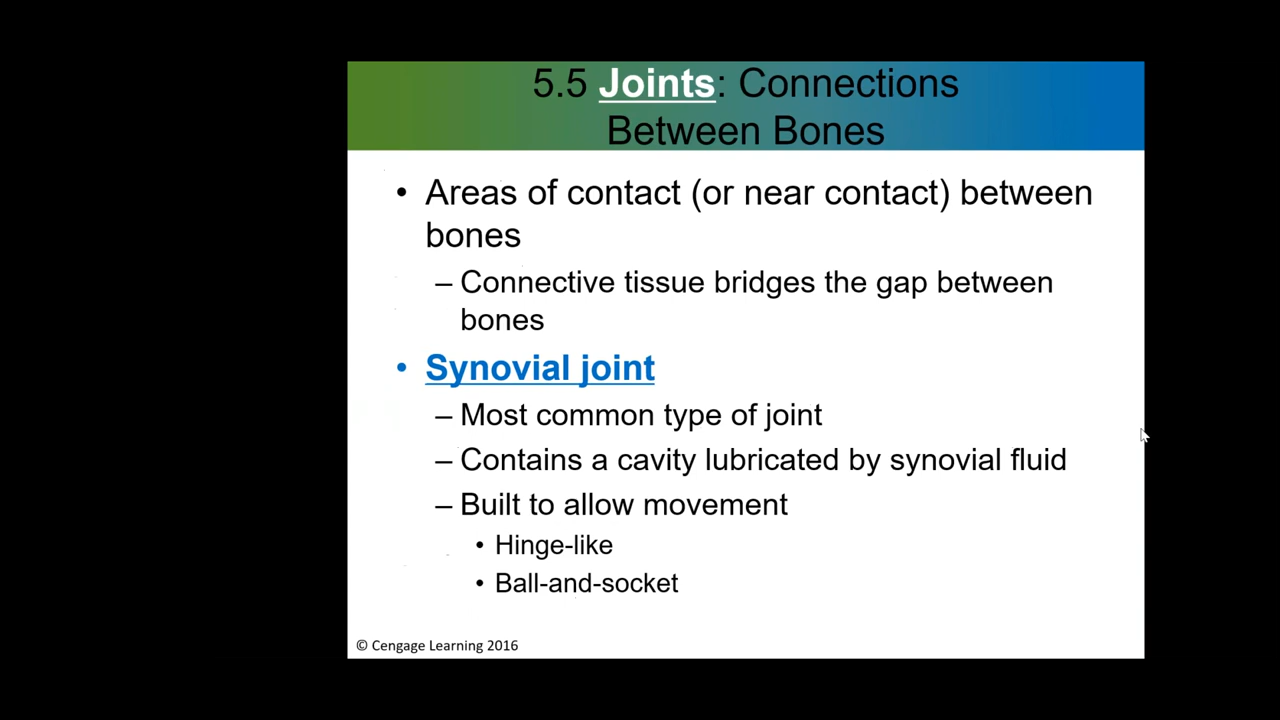 5.5 Joints: Connections
Between Bones
• Areas of contact (or near contact) between
bones
– Connective tissue bridges the gap between
bones
• Synovial joint
– Most common type of joint
– Contains a cavity lubricated by synovial fluid
– Built to allow movement
• Hinge-like
• Ball-and-socket
© Cengage Learning 2016